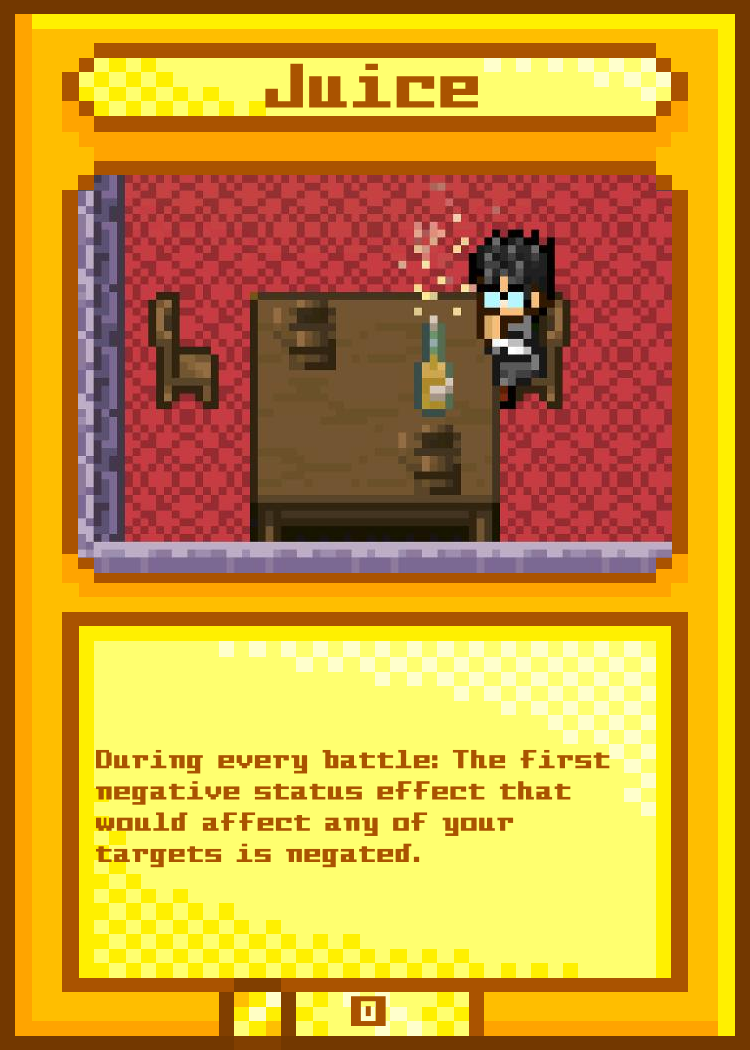 Juice
During every battle: The first
negative status effect that
would affect any of your
targets is negated.
0